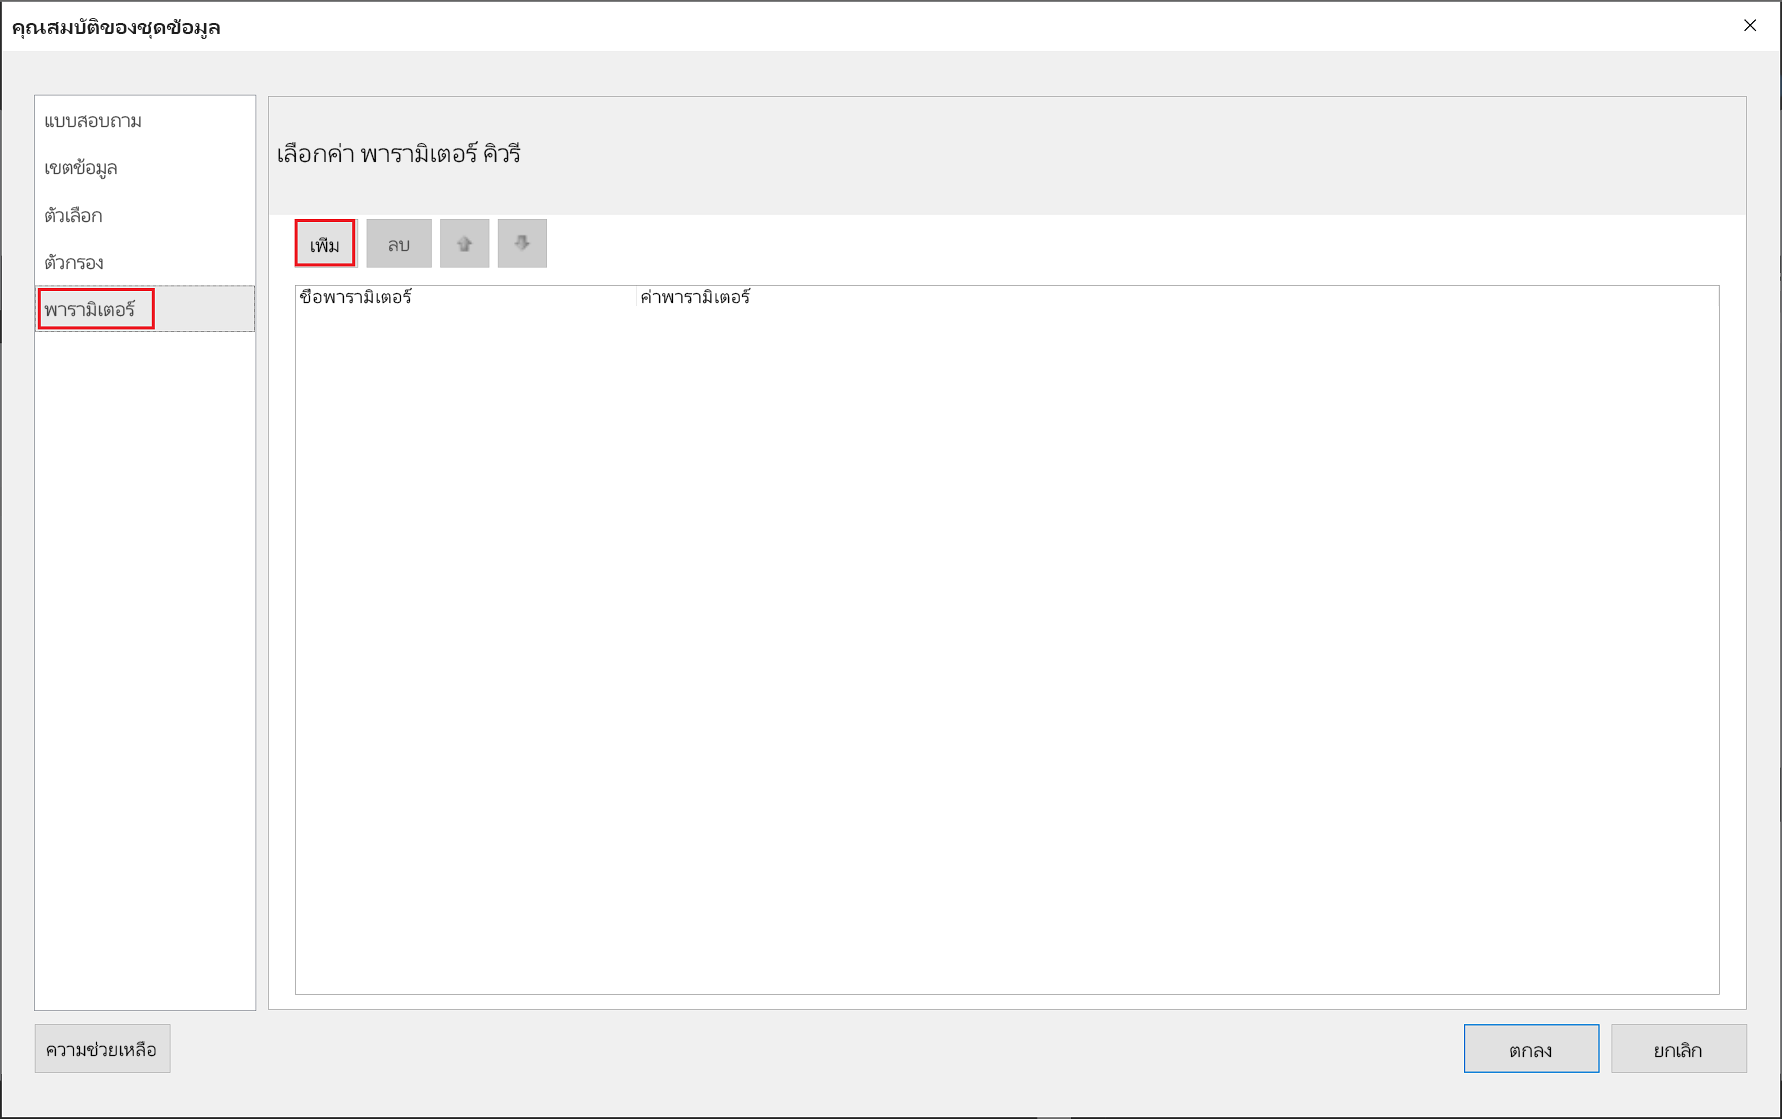 คุณสมบัติของชุดข้อมูล
แบบสอบถาม
เขตข้อมูล
ตัวเลือก
ตัวกรอง
พารามิเตอร์
เลือกค่า พารามิเตอร์ คิวรี
เพิ่ม
ลบ
ชื่อพารามิเตอร์
ค่าพารามิเตอร์
ความช่วยเหลือ
ตกลง
ยกเลิก